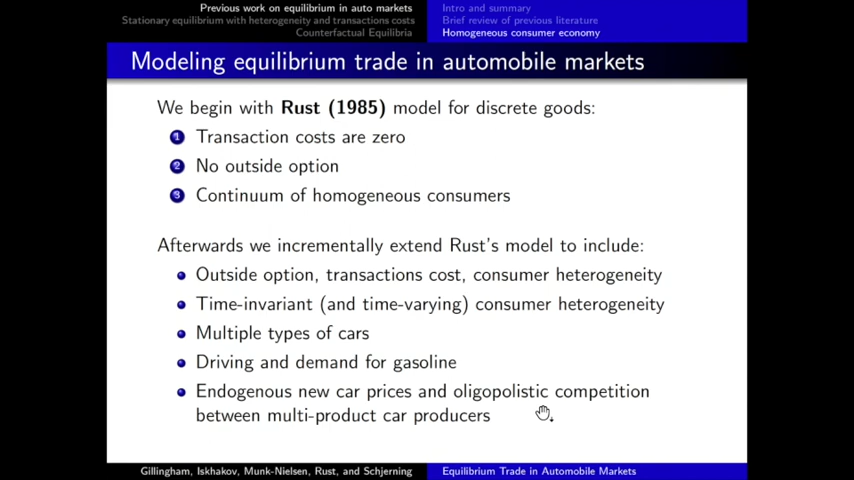 Previous work on equilibrium in auto markets
Stationary equilibrium with heterogeneity and transactions costs
Counterfactual Equilibria
Intro and summary
Brief review of previous literature
Homogeneous consumer economy
Modeling equilibrium trade in automobile markets
We begin with Rust (1985) model for discrete goods:
1 Transaction costs are zero
2 No outside option
3 Continuum of homogeneous consumers
Afterwards we incrementally extend Rust's model to include:
Outside option, transactions cost, consumer heterogeneity
Time-invariant (and time-varying) consumer heterogeneity
Multiple types of cars
Driving and demand for gasoline
Endogenous new car prices and oligopolistic competition
between multi-product car producers
Gillingham, Iskhakov, Munk-Nielsen, Rust, and Schjerning
Equilibrium Trade in Automobile Markets